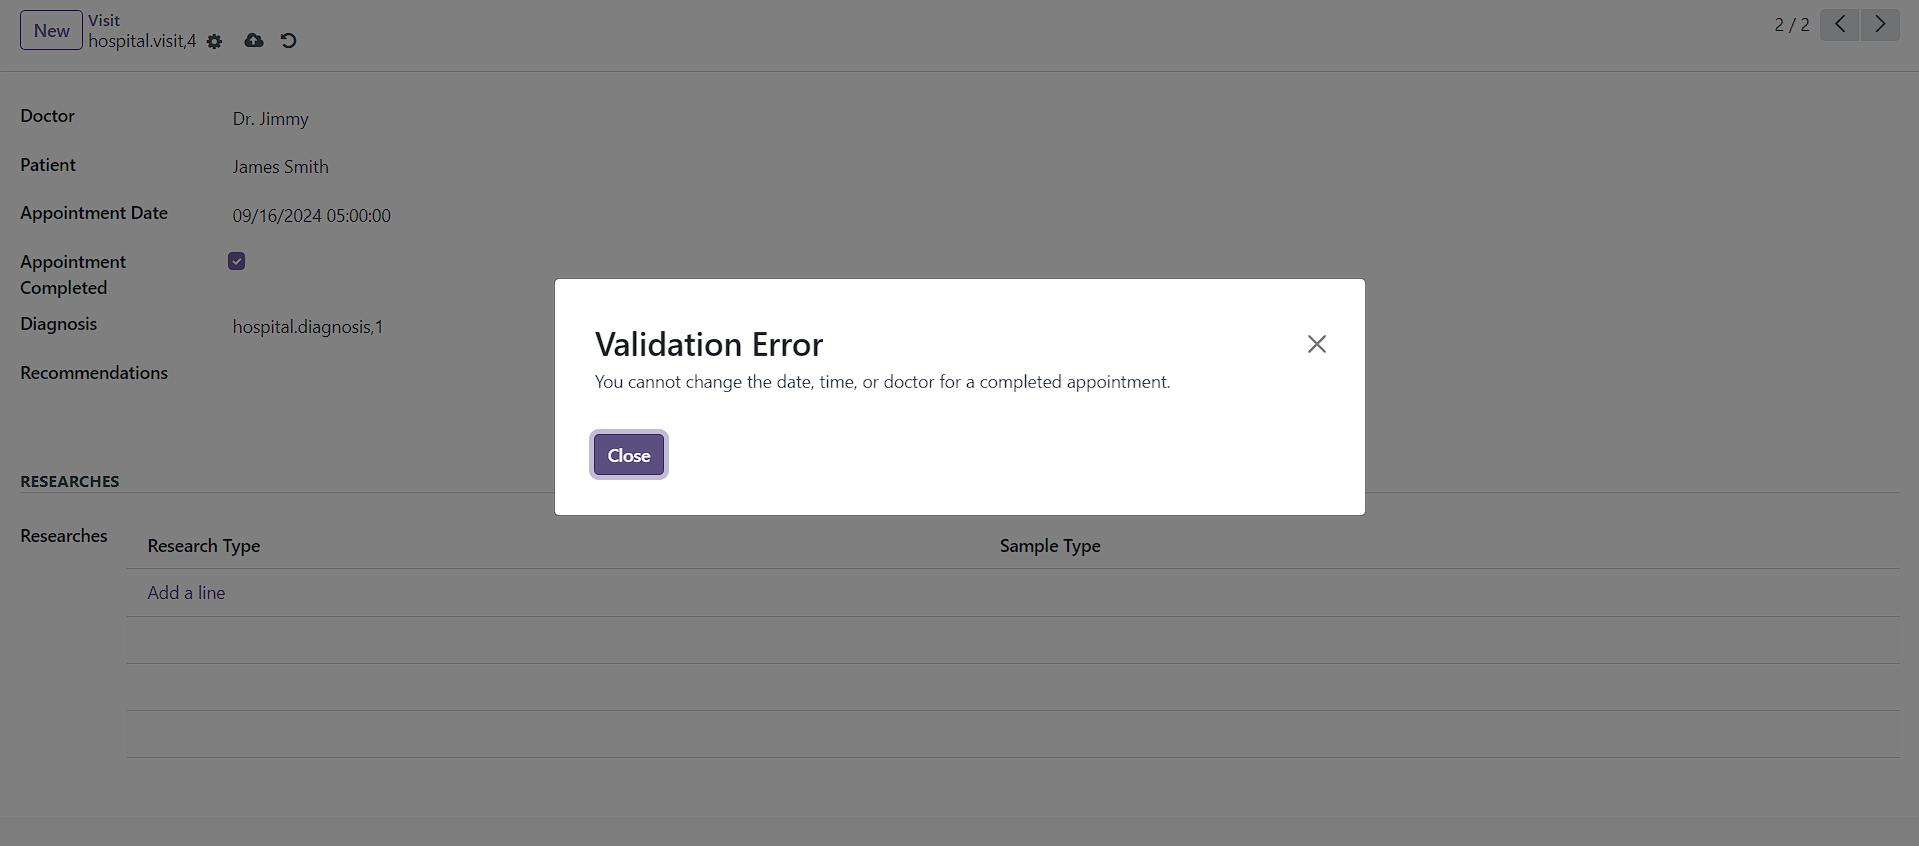 New
Visit
hospital.visit,4
2 / 2
Doctor
Dr. Jimmy
Patient
James Smith
Appointment Date
09/16/2024 05:00:00
Appointment
Completed
Diagnosis
hospital.diagnosis,1
Recommendations
Validation Error
You cannot change the date, time, or doctor for a completed appointment.
Close
RESEARCHES
Researches
Research Type
Sample Type
Add a line